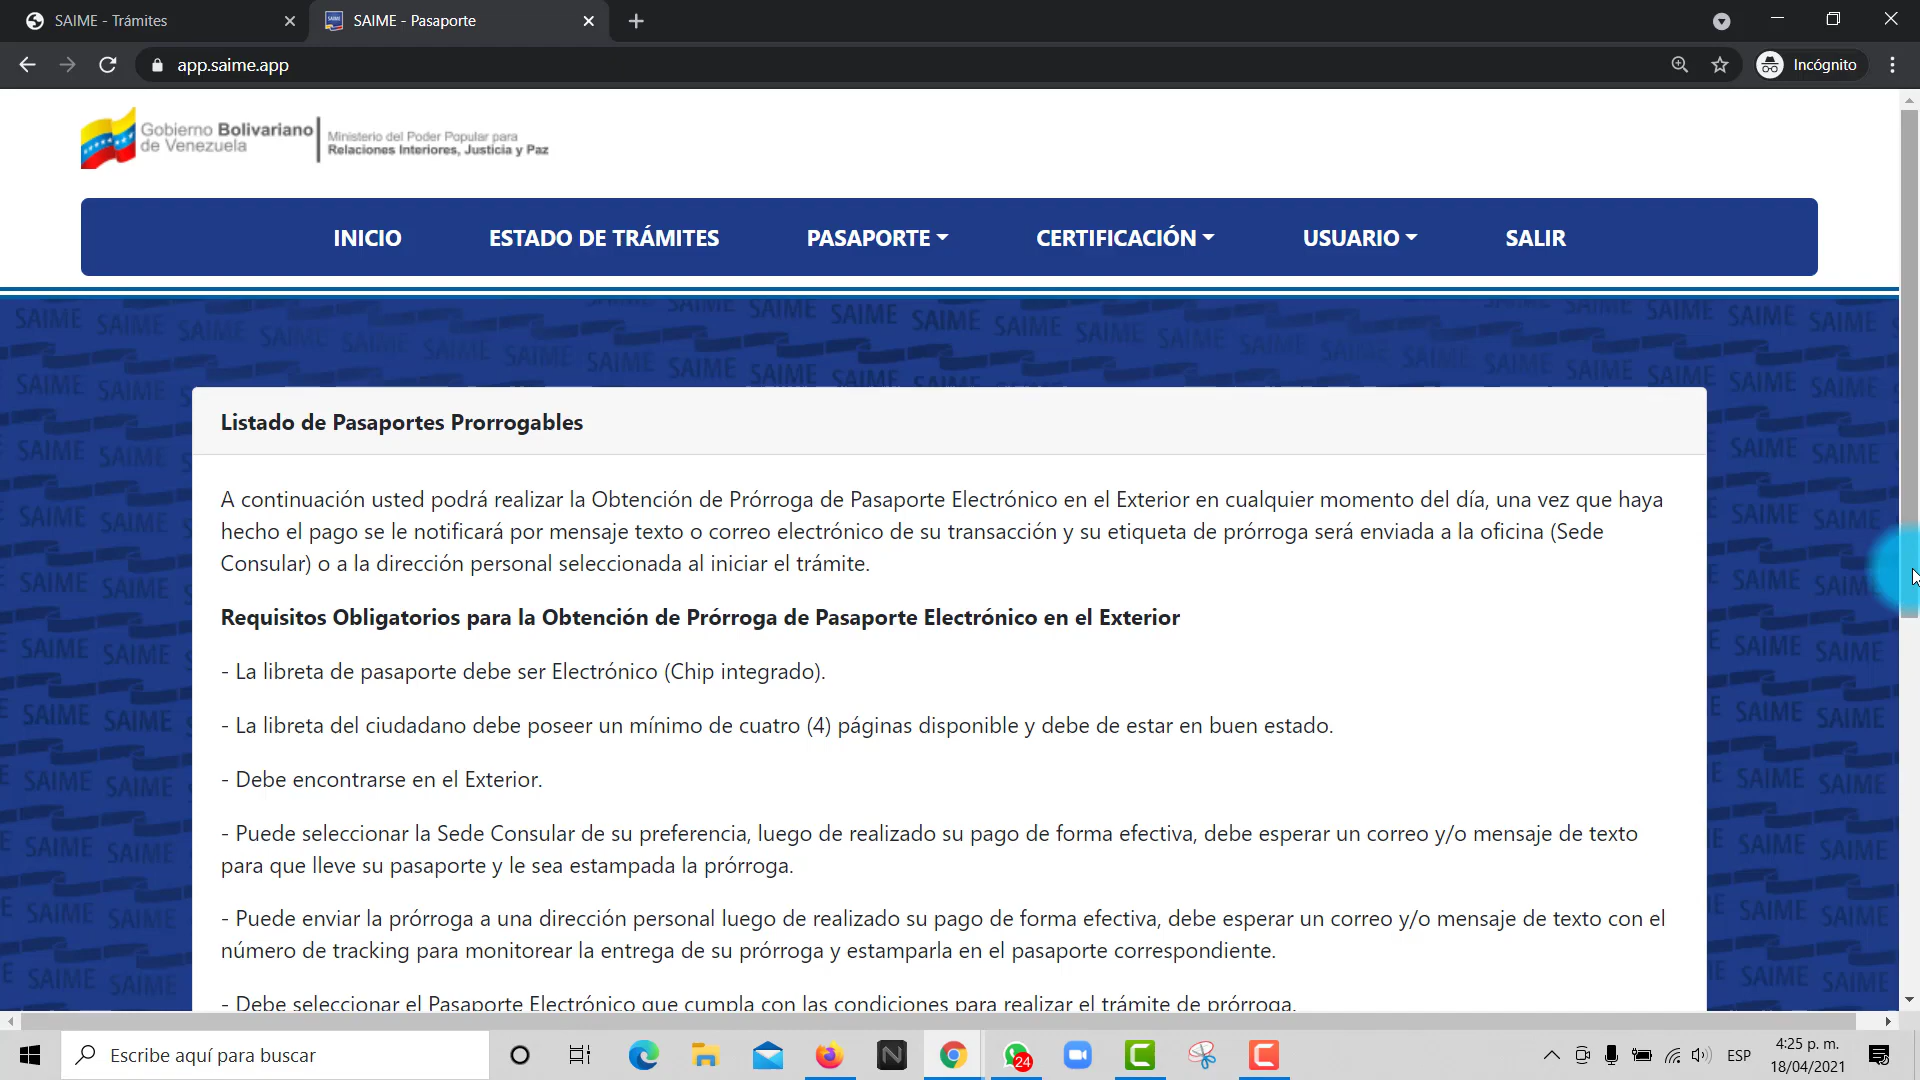 SAIME - Trámites
SAIME - Pasaporte
app.saime.app
Incógnito
Gobierno Bolivariano
de Venezuela
Ministerio del Poder Popular para
Relaciones Interiores, Justicia y Paz
INICIO
ESTADO DE TRÁMITES
PASAPORTE
CERTIFICACIÓN
USUARIO
SALIR
Listado de Pasaportes Prorrogables
A continuación usted podrá realizar la Obtención de Prórroga de Pasaporte Electrónico en el Exterior en cualquier momento del día, una vez que haya
hecho el pago se le notificará por mensaje texto o correo electrónico de su transacción y su etiqueta de prórroga será enviada a la oficina (Sede
Consular) o a la dirección personal seleccionada al iniciar el trámite.
Requisitos Obligatorios para la Obtención de Prórroga de Pasaporte Electrónico en el Exterior
- La libreta de pasaporte debe ser Electrónico (Chip integrado).
- La libreta del ciudadano debe poseer un mínimo de cuatro (4) páginas disponible y debe de estar en buen estado.
- Debe encontrarse en el Exterior.
- Puede seleccionar la Sede Consular de su preferencia, luego de realizado su pago de forma efectiva, debe esperar un correo y/o mensaje de texto
para que lleve su pasaporte y le sea estampada la prórroga.
- Puede enviar la prórroga a una dirección personal luego de realizado su pago de forma efectiva, debe esperar un correo y/o mensaje de texto con el
número de tracking para monitorear la entrega de su prórroga y estamparla en el pasaporte correspondiente.
- Debe seleccionar el Pasaporte Electrónico que cumpla con las condiciones para realizar el trámite de prórroga.
Escribe aquí para buscar
24
ESP
4:25 p. m.
18/04/2021